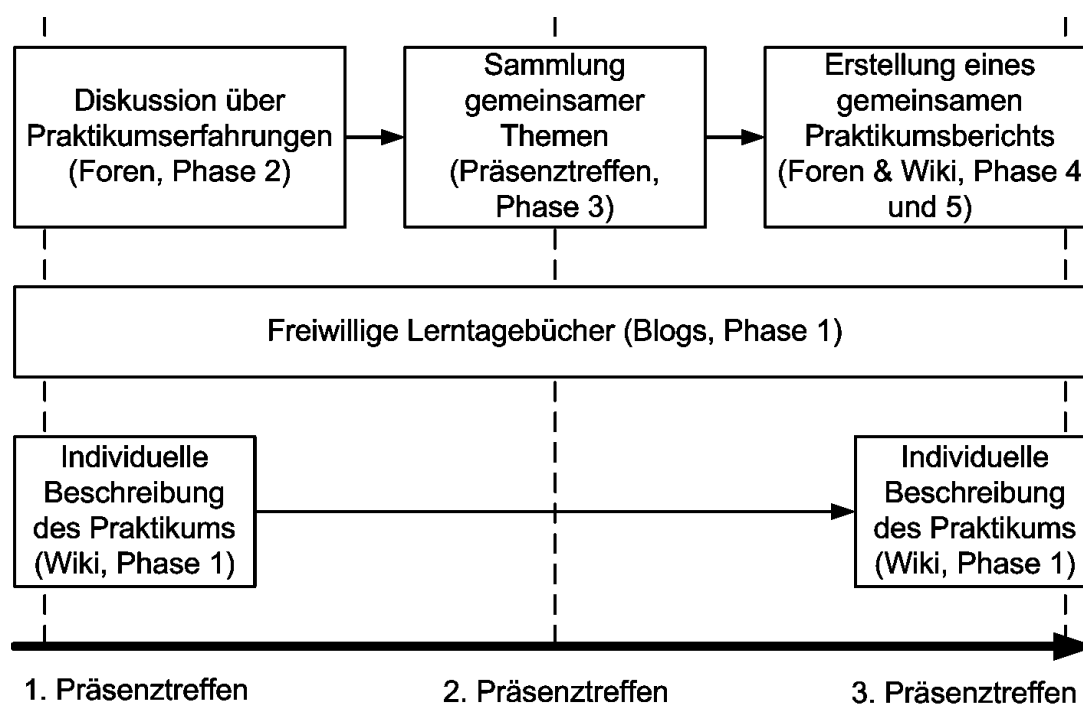 Diskussion über
Praktikumserfahrungen
(Foren, Phase 2)
Sammlung
gemeinsamer
Themen
(Präsenztreffen,
Phase 3)
Erstellung eines
gemeinsamen
Praktikumsberichts
(Foren & Wiki, Phase 4
und 5)
Freiwillige Lerntagebücher (Blogs, Phase 1)
Individuelle
Beschreibung
des Praktikums
(Wiki, Phase 1)
Individuelle
Beschreibung
des Praktikums
(Wiki, Phase 1)
1. Präsenztreffen
2. Präsenztreffen
3. Präsenztreffen